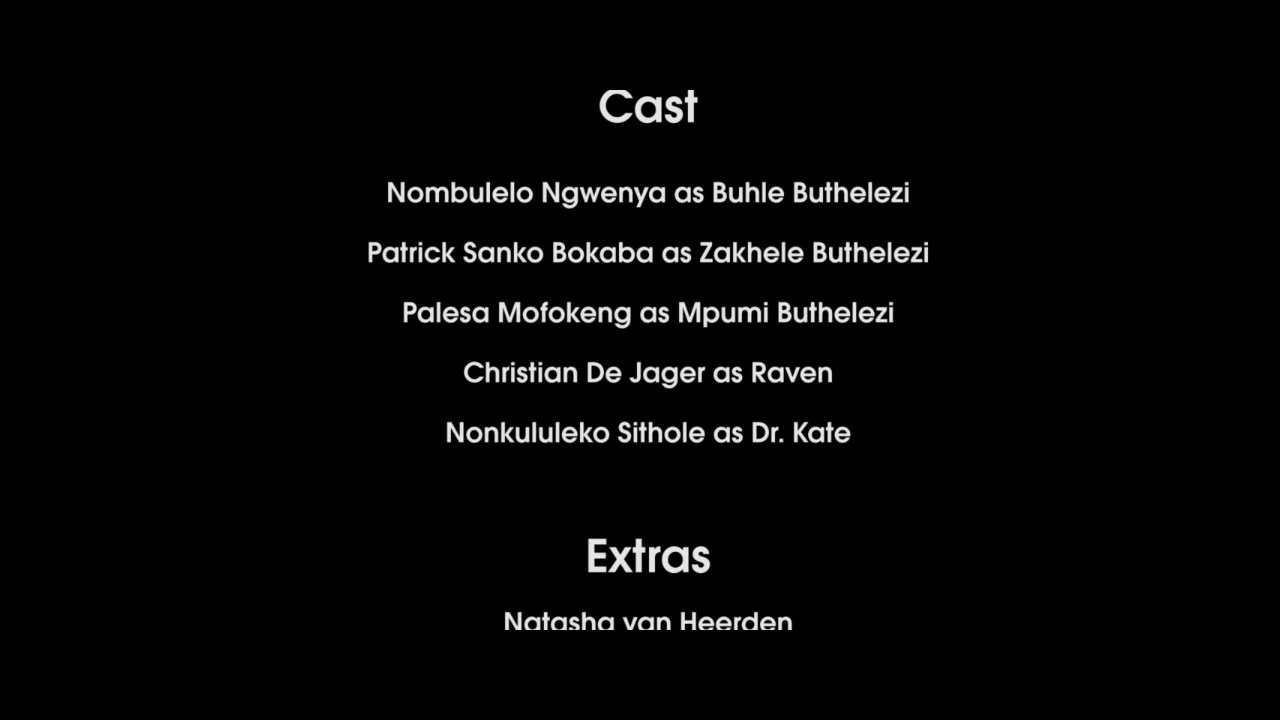 Cast
Nombulelo Ngwenya as Buhle Buthelezi
Patrick Sanko Bokaba as Zakhele Buthelezi
Palesa Mofokeng as Mpumi Buthelezi
Christian De Jager as Raven
Nonkululeko Sithole as Dr. Kate
Extras
Natasha van Heerden